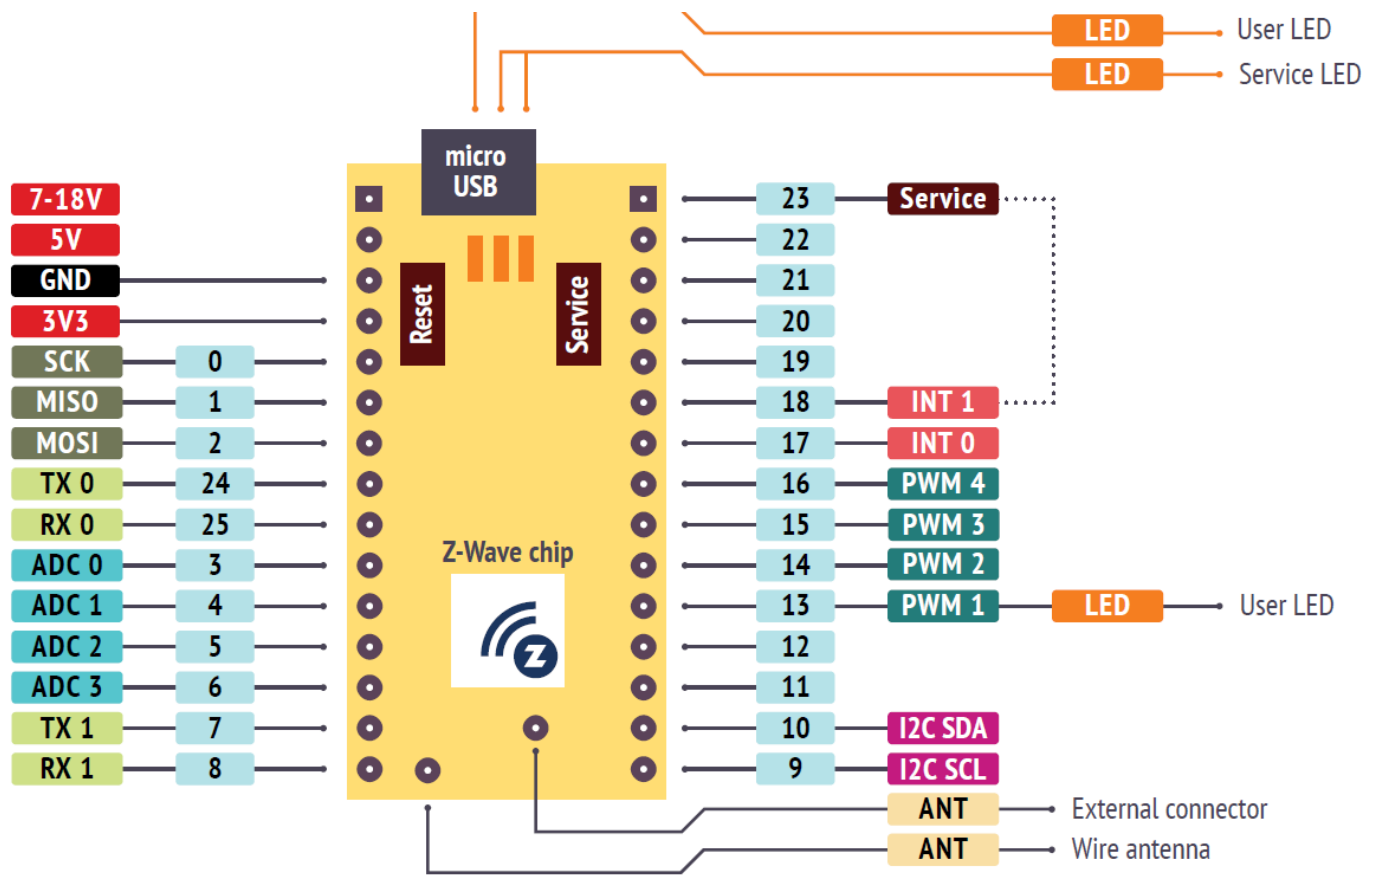 LED User LED
LED Service LED
micro
USB
7-18V 23 Service
5V 22
GND 21
3V3 20
Reset
Service
SCK 0 19
MISO 1 18 INT 1
MOSI 2 17 INT 0
TX 0 24 16 PWM 4
RX 0 25 15 PWM 3
Z-Wave chip
ADC 0 3 14 PWM 2
ADC 1 4 13 PWM 1 LED User LED
ADC 2 5 12
Z
ADC 3 6 11
TX 1 7 10 I2C SDA
RX 1 8 9 I2C SCL
ANT External connector
ANT Wire antenna